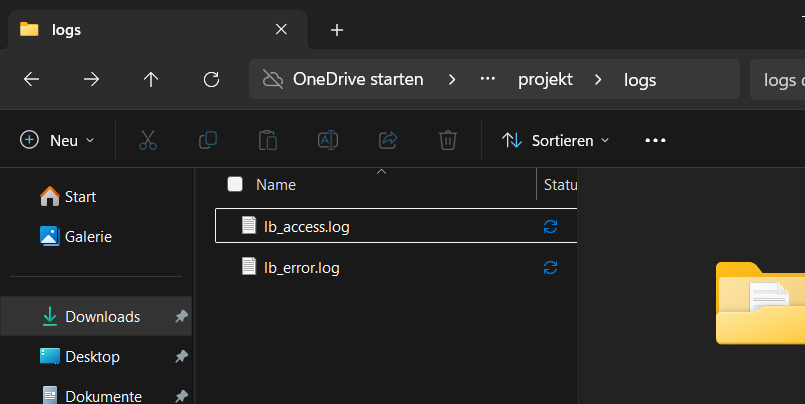 logs
OneDrive starten > ... projekt > logs
logs
Neu
Sortieren
Name
Statu
Start
Galerie
lb_access.log
lb_error.log
Downloads
Desktop
Dokumente